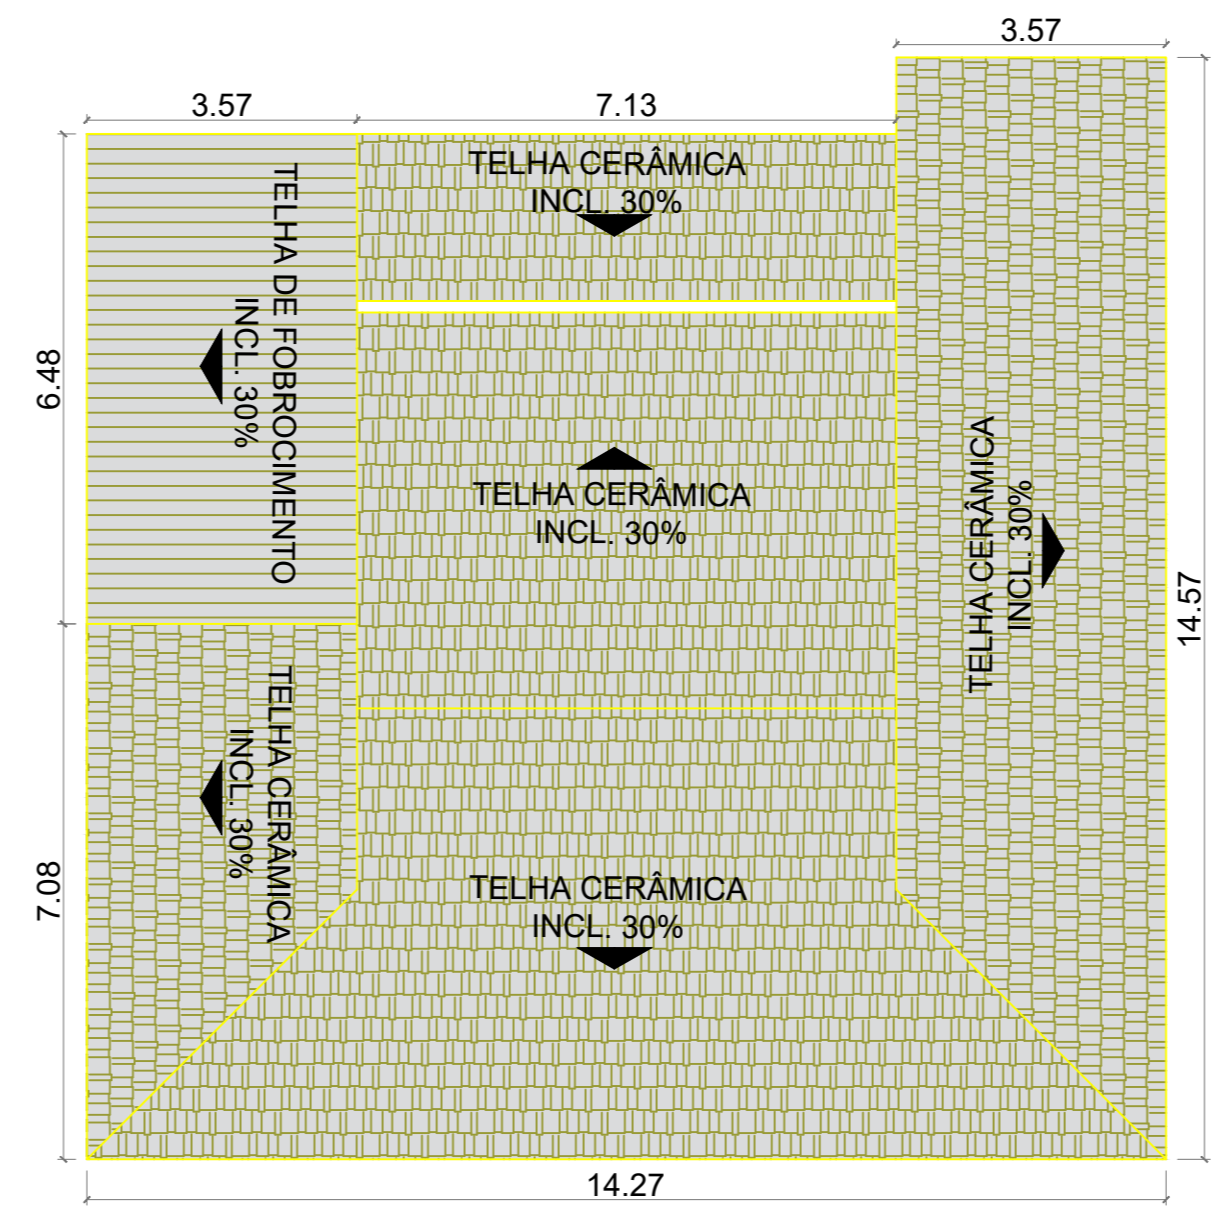 3.57
3.57
7.13
TELHA CERÂMICA
INCL. 30%
TELHA DE FOBROCIMENTO
INCL. 30%
6.48
TELHA CERÂMICA
INCL. 30%
TELHA CERÂMICA
INCL. 30%
14.57
TELHA CERÂMICA
INCL. 30%
7.08
TELHA CERÂMICA
INCL. 30%
14.27